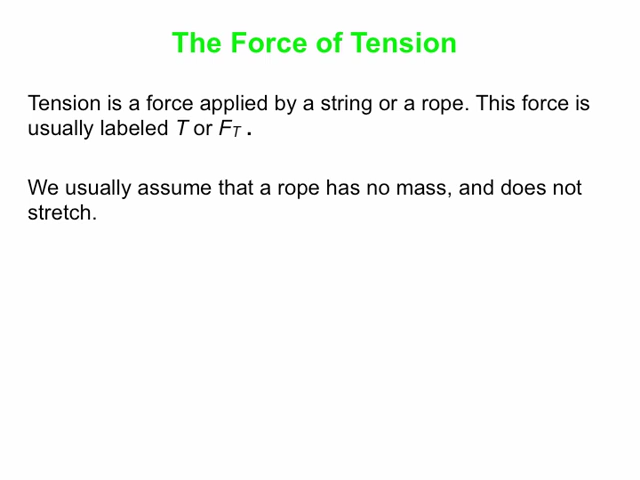 The Force of Tension
Tension is a force applied by a string or a rope. This force is
usually labeled T or FT .
We usually assume that a rope has no mass, and does not
stretch.